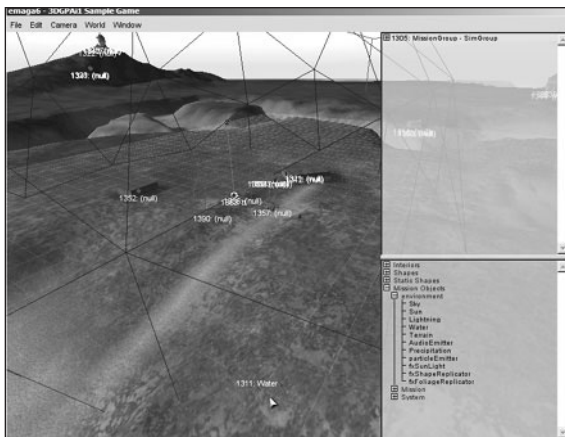 emaga6 - 3DGPAi1 Sample Game
File Edit Camera World Window
1305: MissionGroup - SimGroup
(null)
1352: (null)
(null)
1390: (null)
1357: (null)
1311: Water
Interiors
Shapes
Static Shapes
Mission Objects
environment
Sky
Sun
Lightning
Water
Terrain
AudioEmitter
Precipitation
particleEmitter
fxSunLight
fxShapeReplicator
fxFoliageReplicator
Mission
System